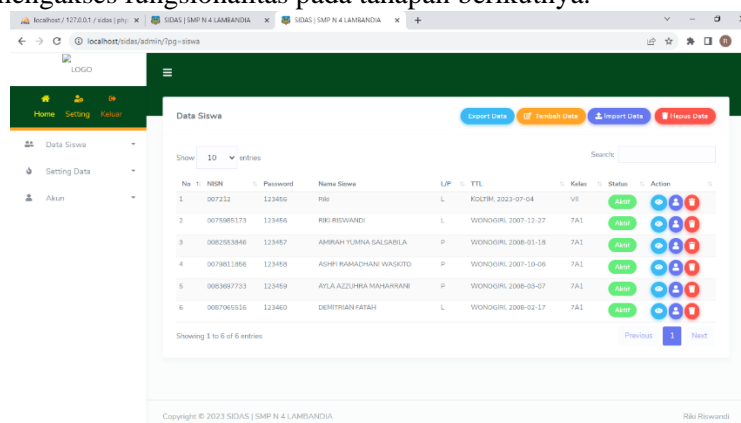 mengakses fungsionalitas pada tahapan berikutnya.
localhost / 127.0.0.1 / sidas | php
SIDAS | SMP N 4 LAMBANDIA
SIDAS | SMP N 4 LAMBANDIA
localhost/sidas/admin/?pg=siswa
LOGO
Home Setting Keluar
Data Siswa
Setting Data
Akun
Data Siswa
Export Data Tambah Data Import Data Hapus Data
Show 10 entries Search:
No NISN Password Nama Siswa L/P TTL Kelas Status Action
1 007212 123456 Riki L KOLTIM, 2023-07-04 VII Aktif
2 0075985173 123456 RIKI RISWANDI L WONOGIRI, 2007-12-27 7A1 Aktif
3 0082553846 123457 AMIRAH YUMNA SALSABILA P WONOGIRI, 2008-01-18 7A1 Aktif
4 0079811856 123458 ASHFI RAMADHANI WASKITO P WONOGIRI, 2007-10-06 7A1 Aktif
5 0083697733 123459 AYLA AZZUHRA MAHARRANI P WONOGIRI, 2008-03-07 7A1 Aktif
6 0087065516 123460 DEMITRIAN FATAH L WONOGIRI, 2008-02-17 7A1 Aktif
Showing 1 to 6 of 6 entries
Previous 1 Next
Copyright © 2023 SIDAS | SMP N 4 LAMBANDIA Riki Riswandi